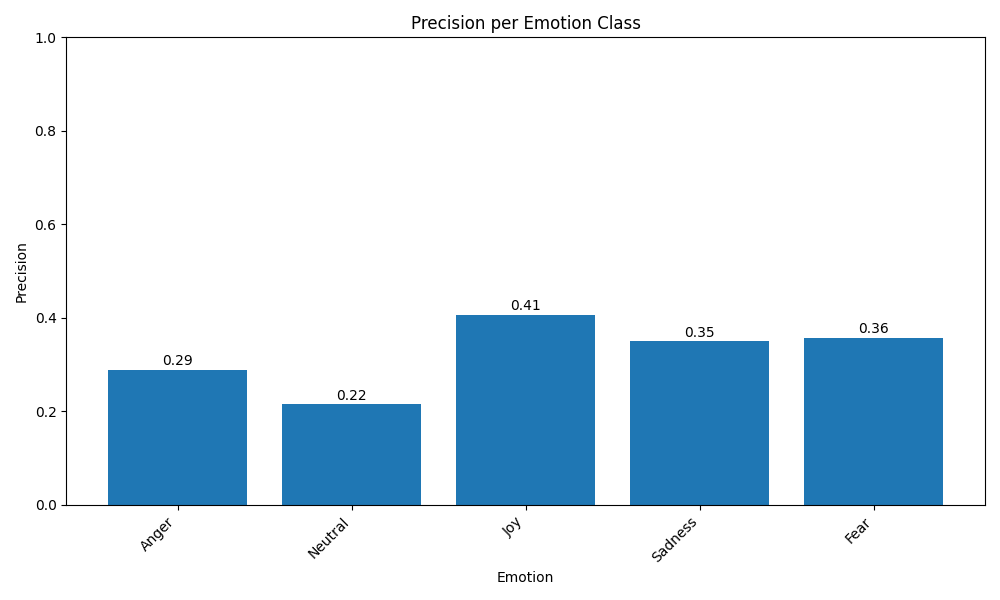 Precision per Emotion Class
1.0
0.8
0.6
0.4
0.2
0.0
Precision
0.29
0.22
0.41
0.35
0.36
Anger
Neutral
Joy
Sadness
Fear
Emotion